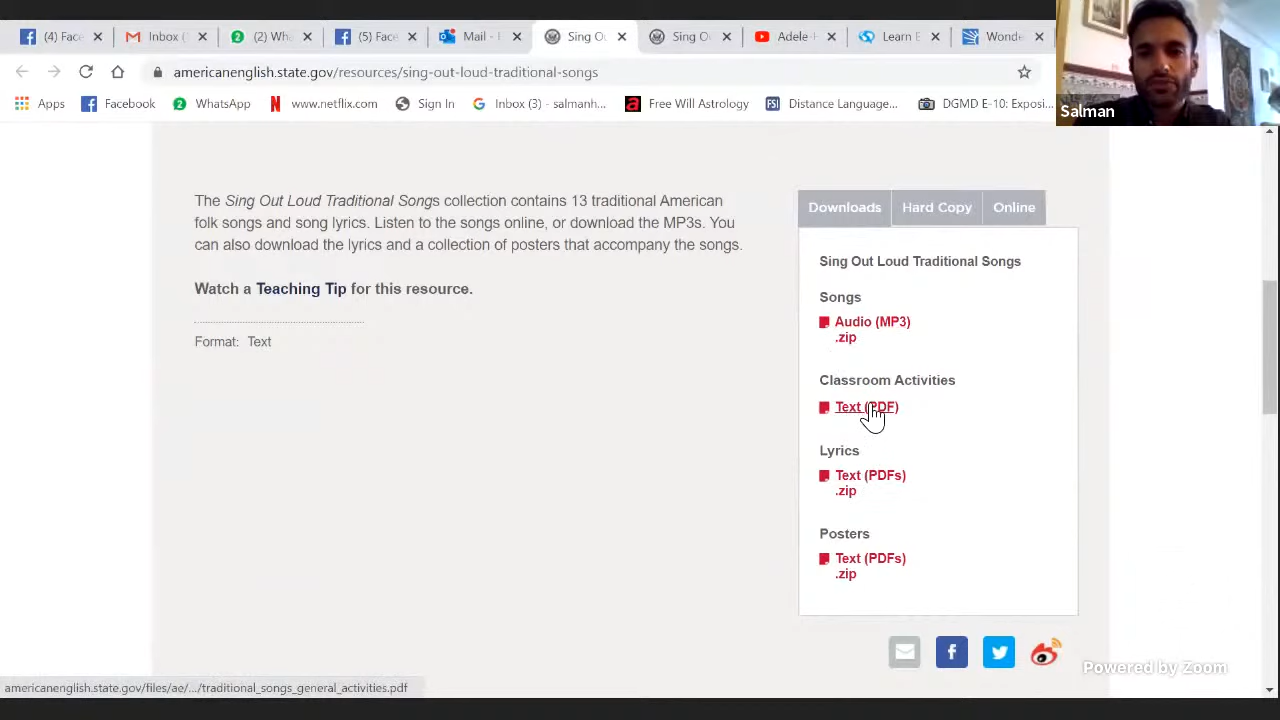 (4) Face
Inbox (
(2) Wha
(5) Face
Mail - 
Sing Ou
Sing O
Adele -
Learn E
Wonde
americanenglish.state.gov/resources/sing-out-loud-traditional-songs
Apps
Facebook
2 WhatsApp
N www.netflix.com
Sign In
G Inbox (3) - salmanh...
a Free Will Astrology
FSI Distance Language...
DGMD E-10: Exposi...
Salman
The Sing Out Loud Traditional Songs collection contains 13 traditional American
folk songs and song lyrics. Listen to the songs online, or download the MP3s. You
can also download the lyrics and a collection of posters that accompany the songs.
Watch a Teaching Tip for this resource.
Format: Text
Downloads
Hard Copy
Online
Sing Out Loud Traditional Songs
Songs
Audio (MP3)
.zip
Classroom Activities
Text (PDF)
Lyrics
Text (PDFs)
.zip
Posters
Text (PDFs)
.zip
Powered by Zoom
americanenglish.state.gov/files/ae/.../traditional_songs_general_activities.pdf